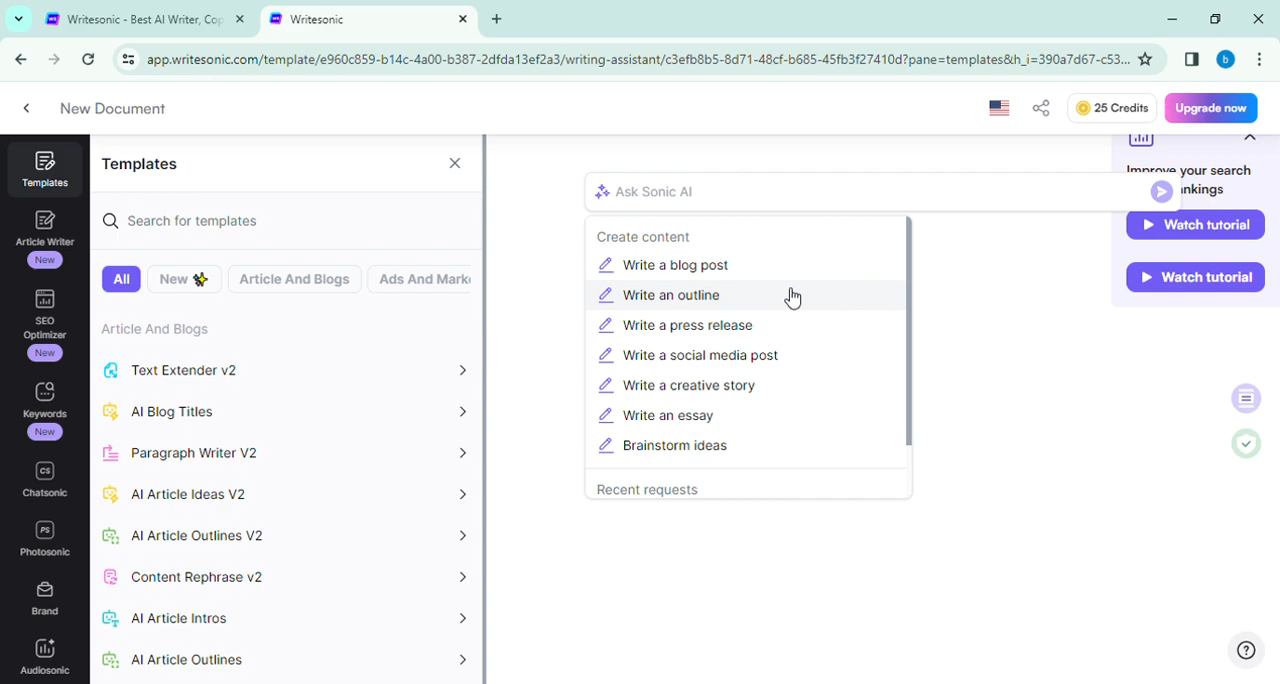 Writesonic - Best AI Writer, Cop
Writesonic
app.writesonic.com/template/e960c859-b14c-4a00-b387-2dfda13ef2a3/writing-assistant/c3efb8b5-8d71-48cf-b685-45fb3f27410d?pane=templates&h_i=390a7d67-c53...
b
New Document
25 Credits
Upgrade now
Templates
Article Writer
New
SEO
Optimizer
New
Keywords
New
CS
Chatsonic
PS
Photosonic
Brand
Audiosonic
Templates
Search for templates
All
New
Article And Blogs
Ads And Marke
Article And Blogs
Text Extender v2
AI Blog Titles
Paragraph Writer V2
AI Article Ideas V2
AI Article Outlines V2
Content Rephrase v2
AI Article Intros
AI Article Outlines
Ask Sonic AI
Create content
Write a blog post
Write an outline
Write a press release
Write a social media post
Write a creative story
Write an essay
Brainstorm ideas
Recent requests
Improve your search
ankings
Watch tutorial
Watch tutorial